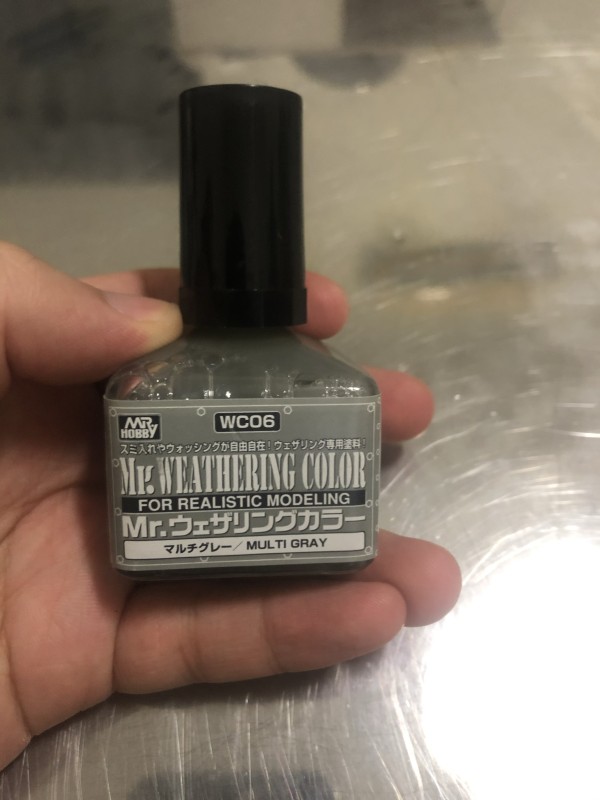 MR HOBBY
WC06
スミ入れやウォッシングが自由自在!ウェザリング専用塗料!
Mr. WEATHERING COLOR
FOR REALISTIC MODELING
Mr.ウェザリングカラー
マルチグレー/MULTI GRAY